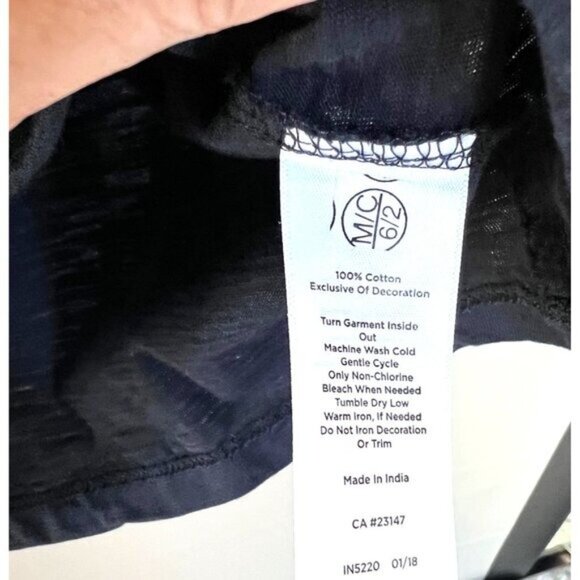 M/C
6/2
100% Cotton
Exclusive Of Decoration
Turn Garment Inside
Out
Machine Wash Cold
Gentle Cycle
Only Non-Chlorine
Bleach When Needed
Tumble Dry Low
Warm Iron, If Needed
Do Not Iron Decoration
Or Trim
Made In India
CA #23147
IN5220 01/18